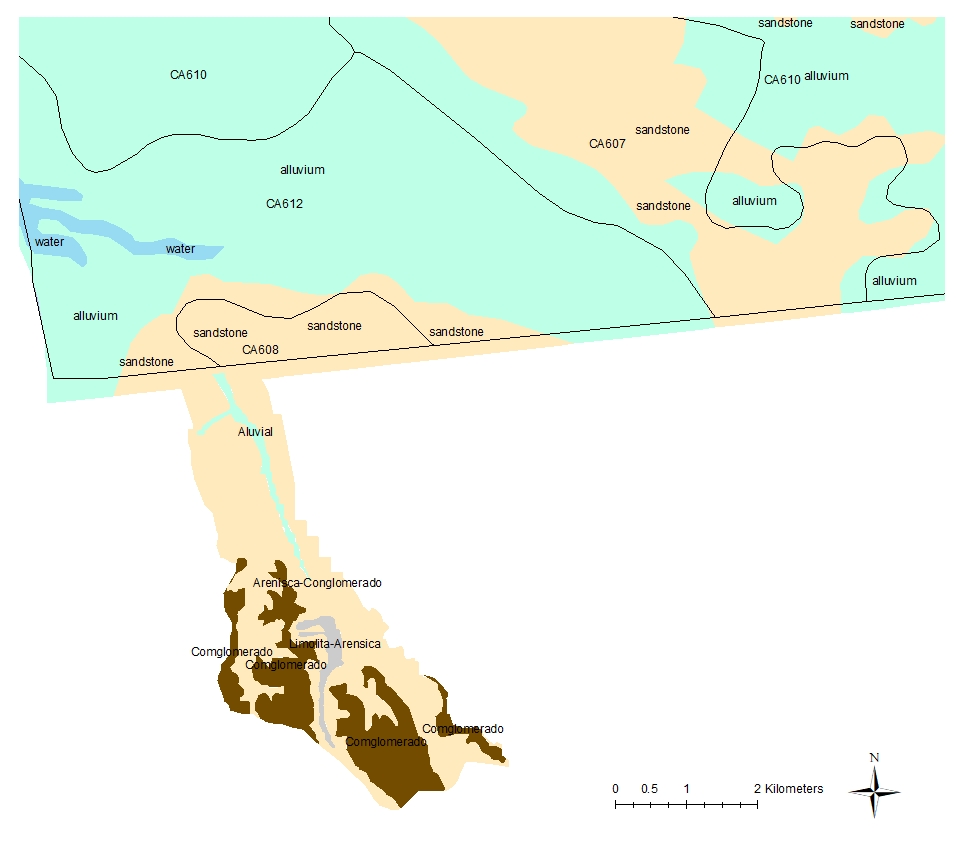 sandstone
sandstone
CA610
CA610
alluvium
sandstone
CA607
alluvium
CA612
sandstone
alluvium
water
water
alluvium
alluvium
sandstone
sandstone
sandstone
CA608
sandstone
Aluvial
Arenisca-Conglomerado
Limolita-Arensica
Comglomerado
Comglomerado
Comglomerado
Comglomerado
N
0 0.5 1 2 Kilometers